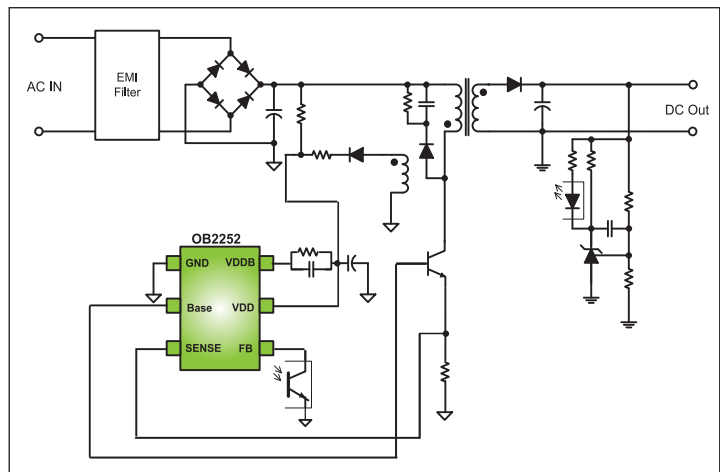 AC IN
EMI
Filter
DC Out
OB2252
GND VDDB
Base VDD
SENSE FB